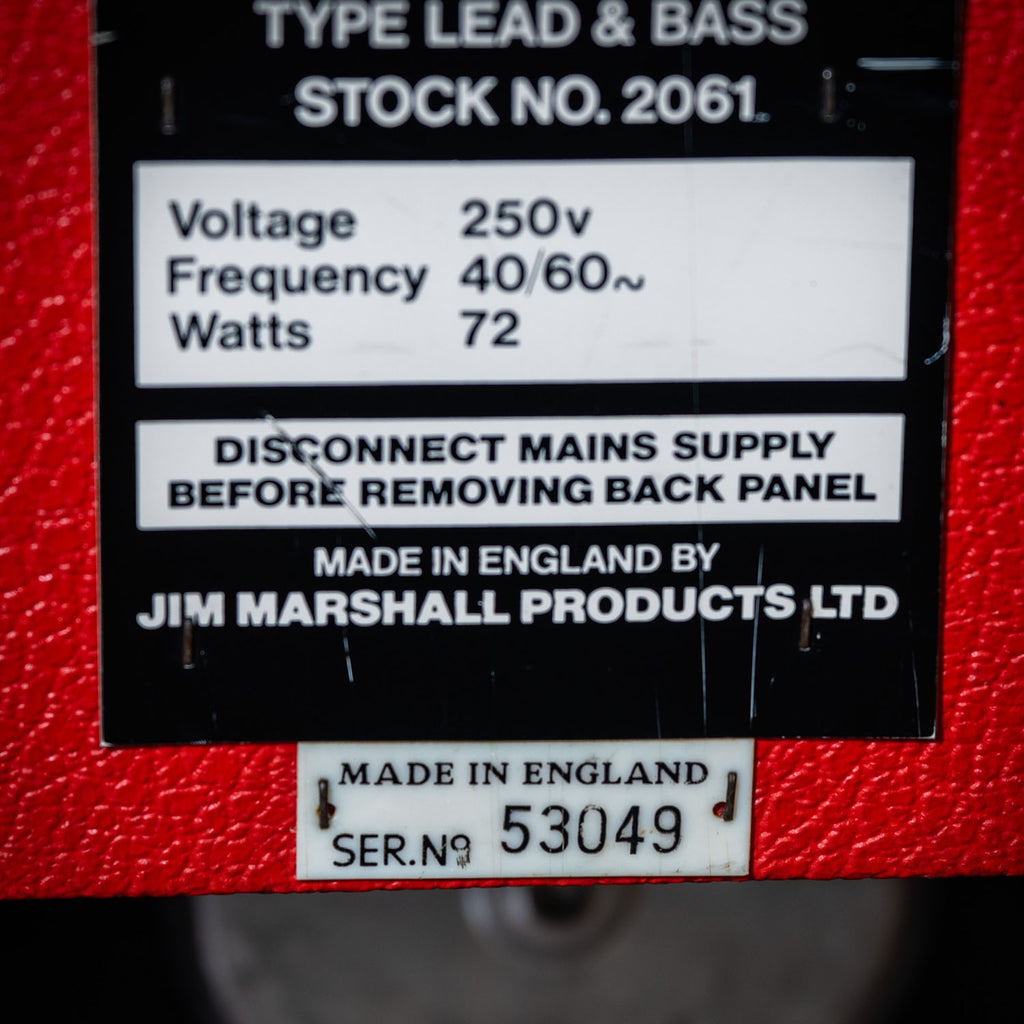 TYPE LEAD & BASS
STOCK NO. 2061
Voltage 250v
Frequency 40/60~
Watts 72
DISCONNECT MAINS SUPPLY
BEFORE REMOVING BACK PANEL
MADE IN ENGLAND BY
JIM MARSHALL PRODUCTS LTD
MADE IN ENGLAND
SER.Nº 53049